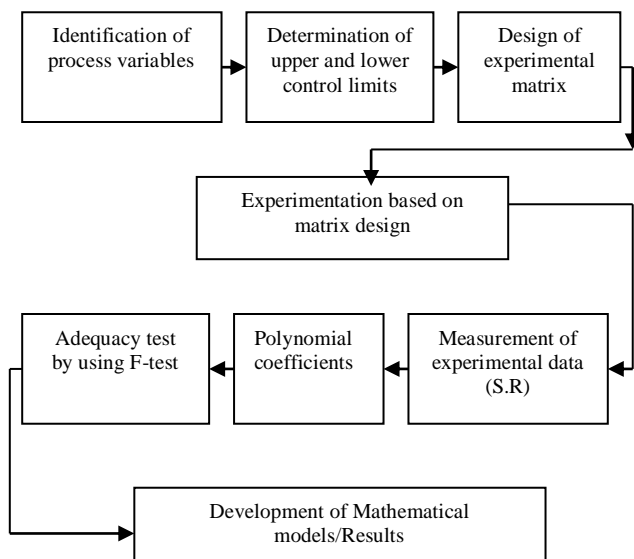 Identification of
process variables
Determination of
upper and lower
control limits
Design of
experimental
matrix
Experimentation based on
matrix design
Adequacy test
by using F-test
Polynomial
coefficients
Measurement of
experimental data
(S.R)
Development of Mathematical
models/Results